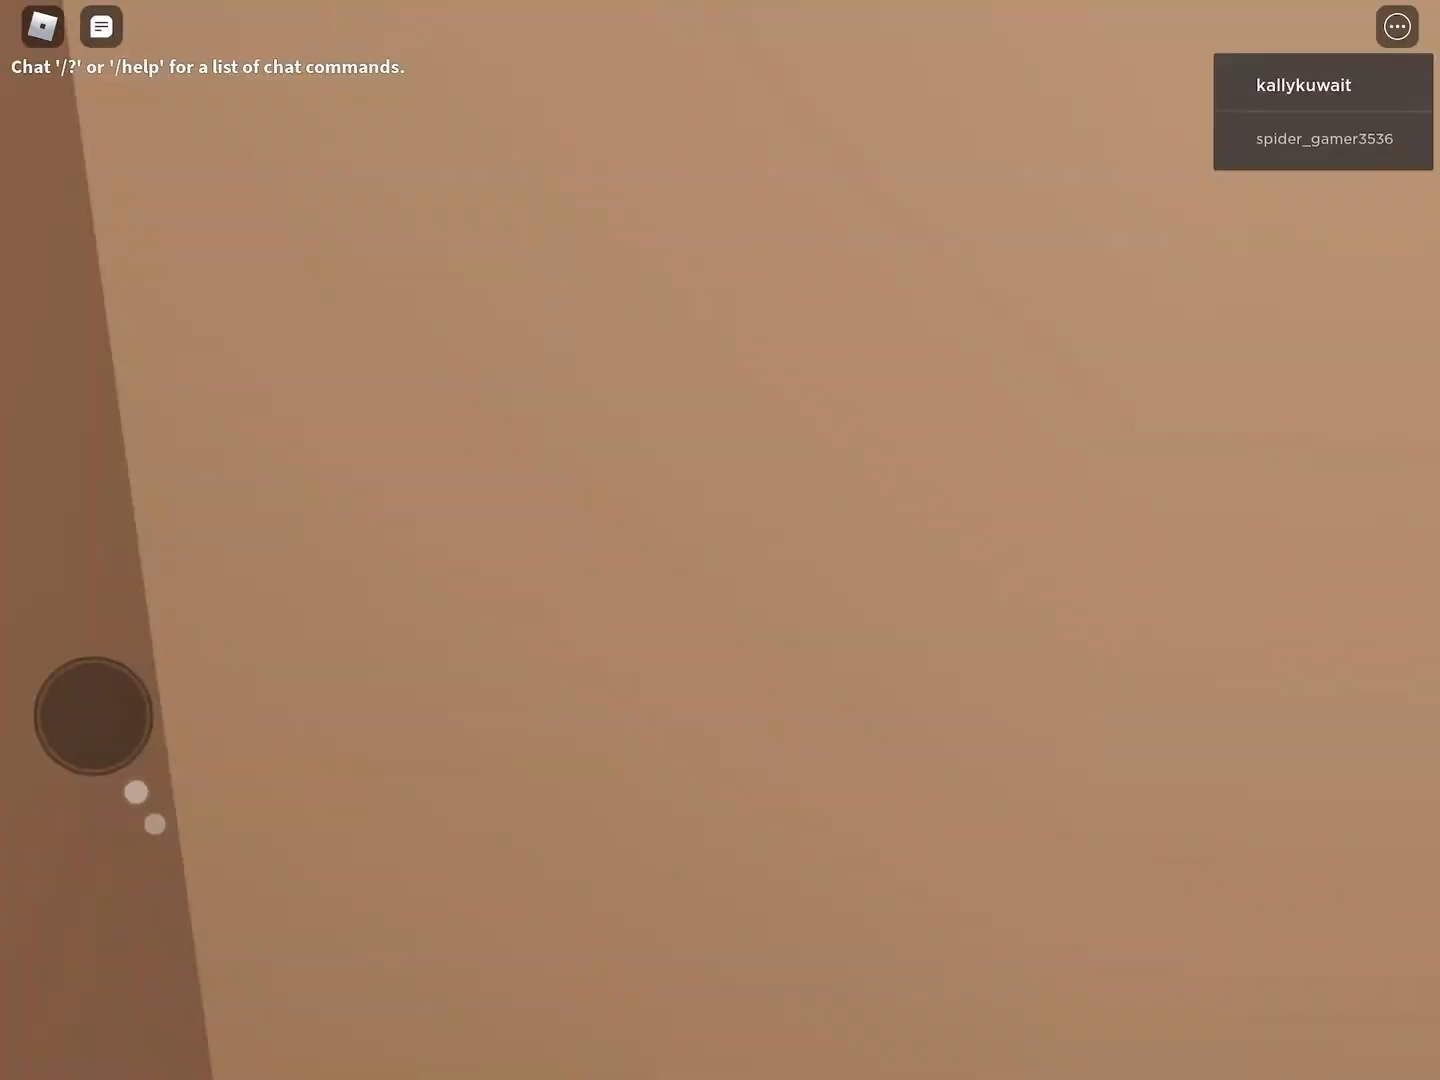 Chat '/?' or '/help' for a list of chat commands.
kallykuwait
spider_gamer3536